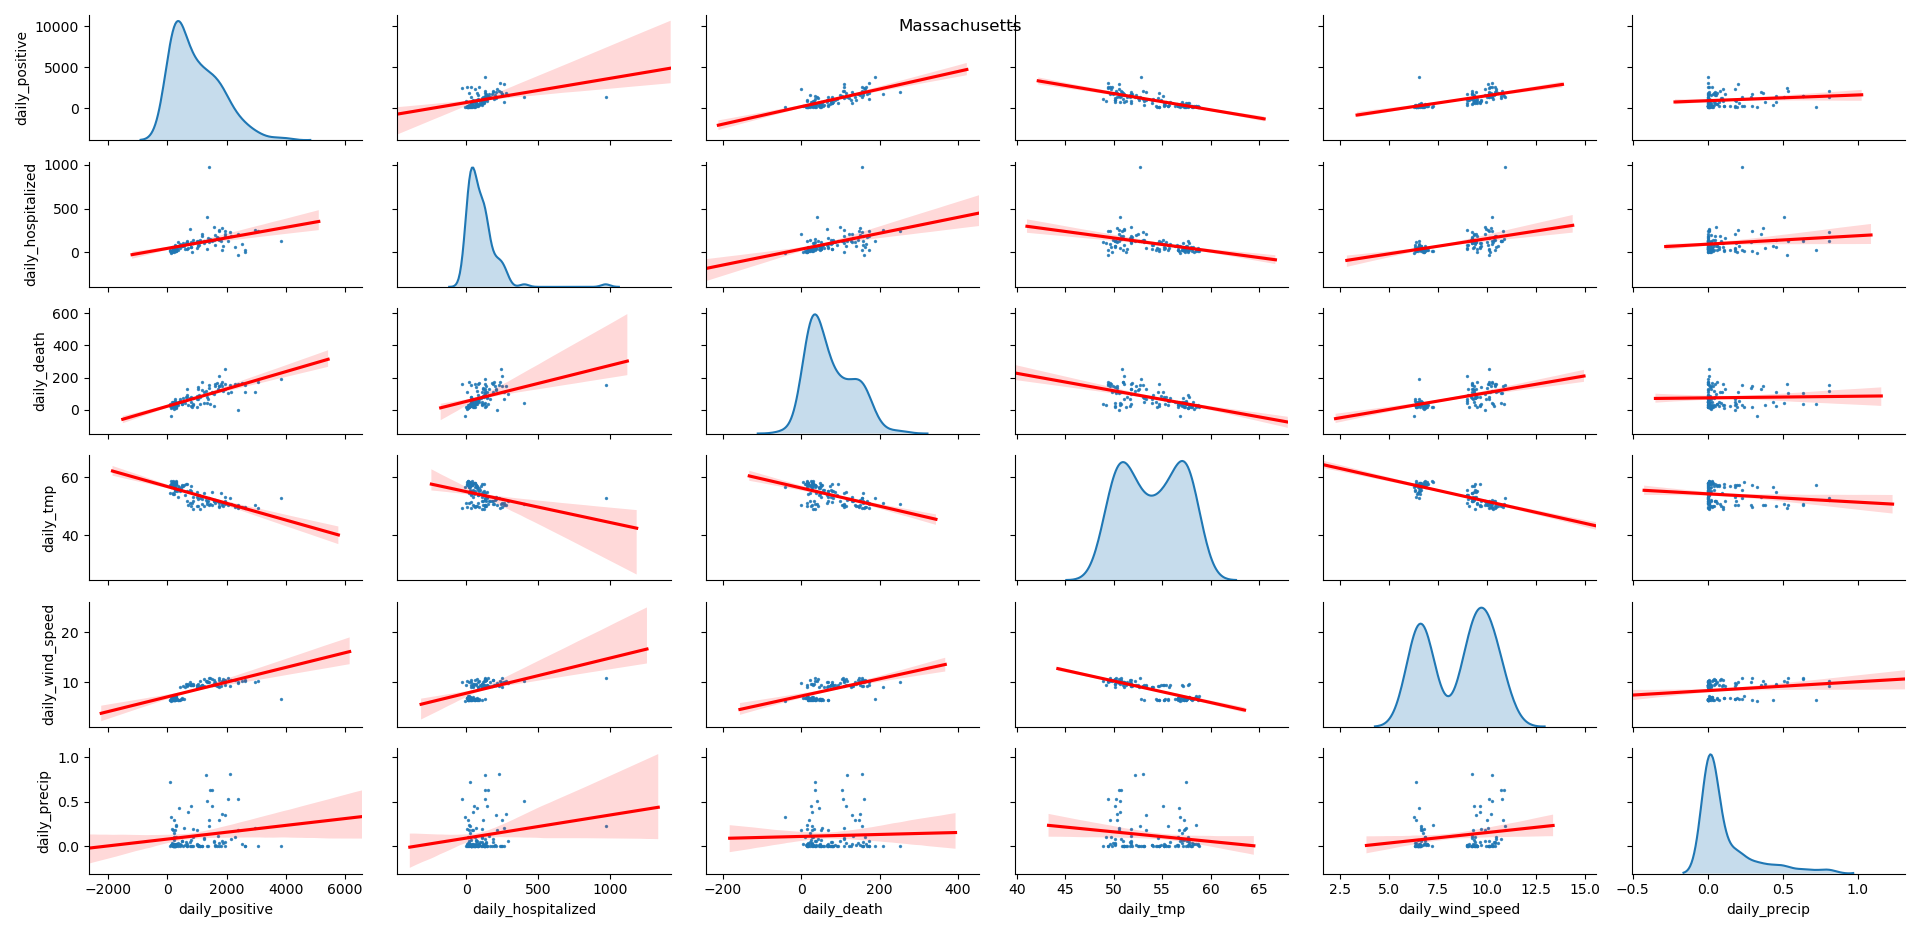 Massachusetts
daily_positive
10000
5000
0
daily_hospitalized
1000
500
0
daily_death
600
400
200
0
daily_tmp
60
40
daily_wind_speed
20
10
daily_precip
1.0
0.5
0.0
−2000 0 2000 4000 6000 0 500 1000 −200 0 200 400 40 45 50 55 60 65 2.5 5.0 7.5 10.0 12.5 15.0 −0.5 0.0 0.5 1.0
daily_positive daily_hospitalized daily_death daily_tmp daily_wind_speed daily_precip